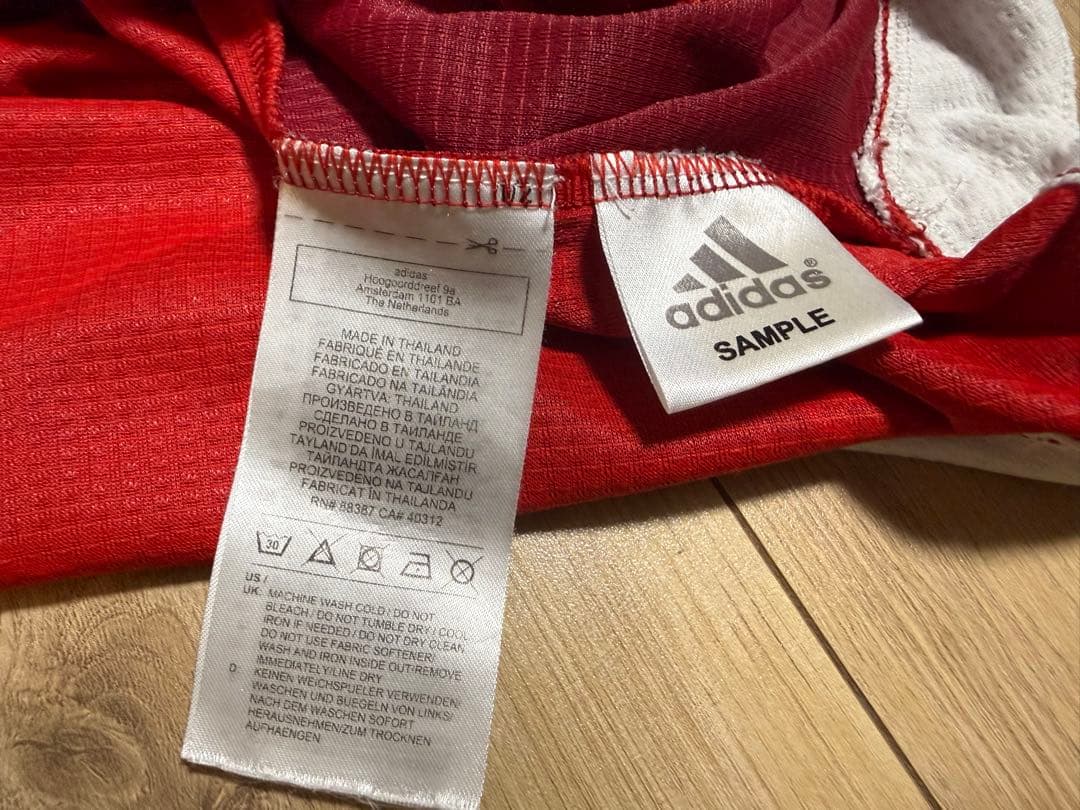 adidas
Hoogoorddreef 9a
Amsterdam 1101 BA
The Netherlands
MADE IN THAILAND
FABRIQUÉ EN THAÏLANDE
FABRICADO EN TAILANDIA
FABRICADO NA TAILÂNDIA
GYÁRTVA: THAILAND
ПРОИЗВЕДЕНО В ТАЙЛАНД
СДЕЛАНО В ТАИЛАНДЕ
PROIZVEDENO U TAJLANDU
TAYLAND'DA İMAL EDİLMİŞTİR
ТАЙЛАНДТА ЖАСАЛҒАН
PROIZVEDENO NA TAJLANDU
FABRICAT ÎN THAILANDA
RN# 88387 CA# 40312
30
US /
UK: MACHINE WASH COLD / DO NOT
BLEACH / DO NOT TUMBLE DRY / COOL
IRON IF NEEDED / DO NOT DRY CLEAN
DO NOT USE FABRIC SOFTENER/
WASH AND IRON INSIDE OUT/REMOVE
IMMEDIATELY/LINE DRY
D: KEINEN WEICHSPUELER VERWENDEN/
WASCHEN UND BUEGELN VON LINKS/
NACH DEM WASCHEN SOFORT
HERAUSNEHMEN/ZUM TROCKNEN
AUFHAENGEN
adidas®
SAMPLE